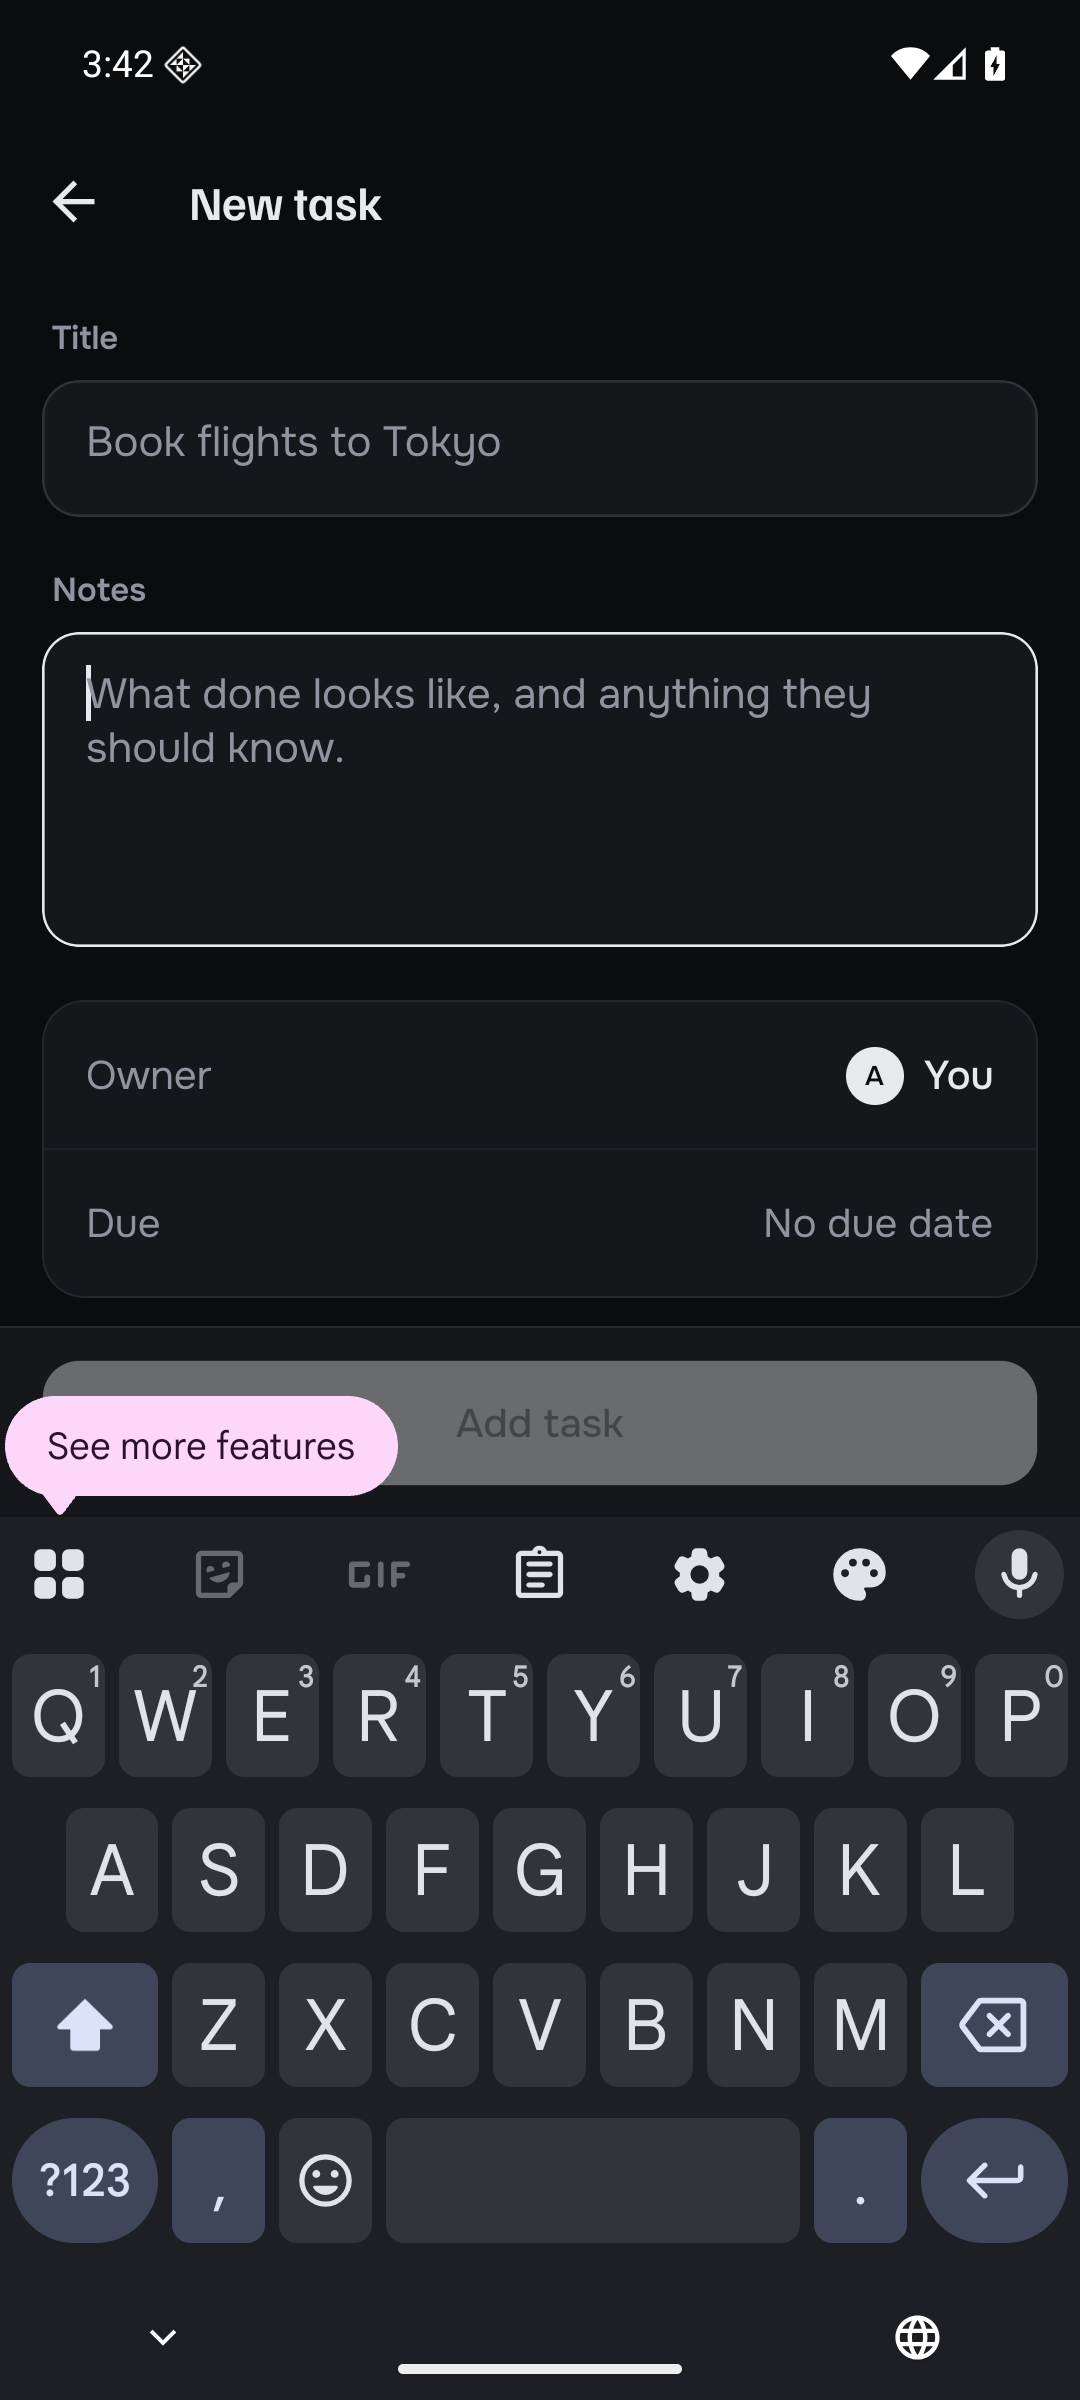 3:42
New task
Title
Book flights to Tokyo
Notes
What done looks like, and anything they
should know.
Owner
A You
Due No due date
Add task
See more features
GIF
Q1 W2 E3 R4 T5 Y6 U7 I8 O9 P0
A S D F G H J K L
Z X C V B N M
?123 , .